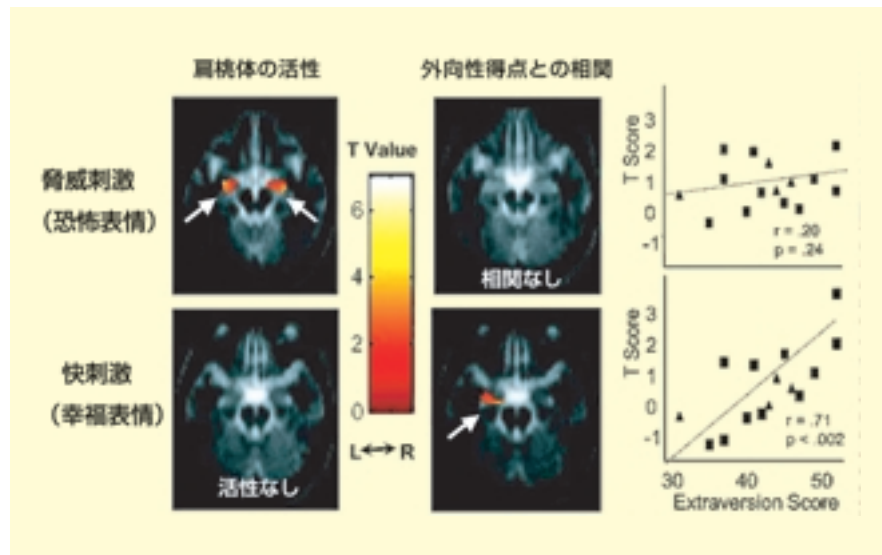 扁桃体の活性
外向性得点との相関
脅威刺激
（恐怖表情）
T Value
6
4
2
0
L↔R
相関なし
T Score
3
2
1
0
-1
r = .20
p = .24
快刺激
（幸福表情）
活性なし
T Score
3
2
1
0
-1
r = .71
p < .002
30 40 50
Extraversion Score